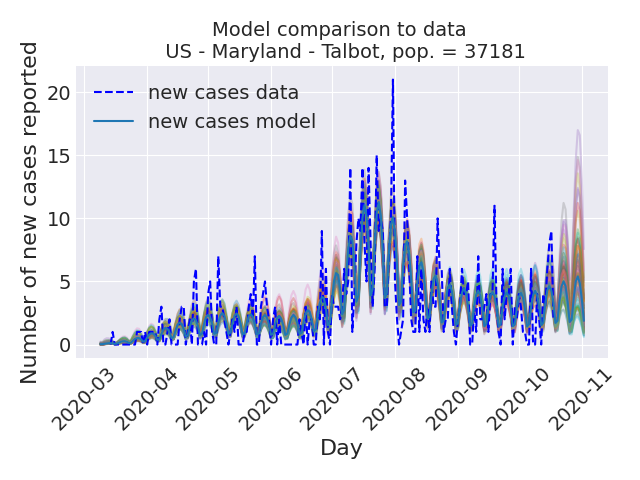 Model comparison to data
US - Maryland - Talbot, pop. = 37181
Number of new cases reported
20
15
10
5
0
new cases data
new cases model
2020-03
2020-04
2020-05
2020-06
2020-07
2020-08
2020-09
2020-10
2020-11
Day